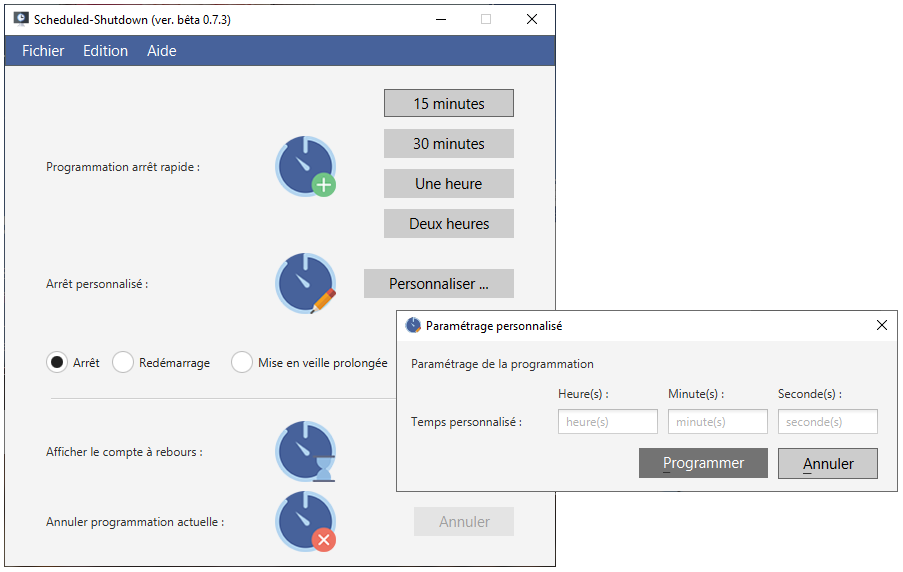 Scheduled-Shutdown (ver. bêta 0.7.3)
Fichier Edition Aide
15 minutes
30 minutes
Programmation arrêt rapide :
Une heure
Deux heures
Arrêt personnalisé :
Personnaliser ...
Arrêt Redémarrage Mise en veille prolongée
Afficher le compte à rebours :
Annuler programmation actuelle :
Annuler
Paramétrage personnalisé
Paramétrage de la programmation
Heure(s) : Minute(s) : Seconde(s) :
Temps personnalisé : heure(s) minute(s) seconde(s)
Programmer Annuler